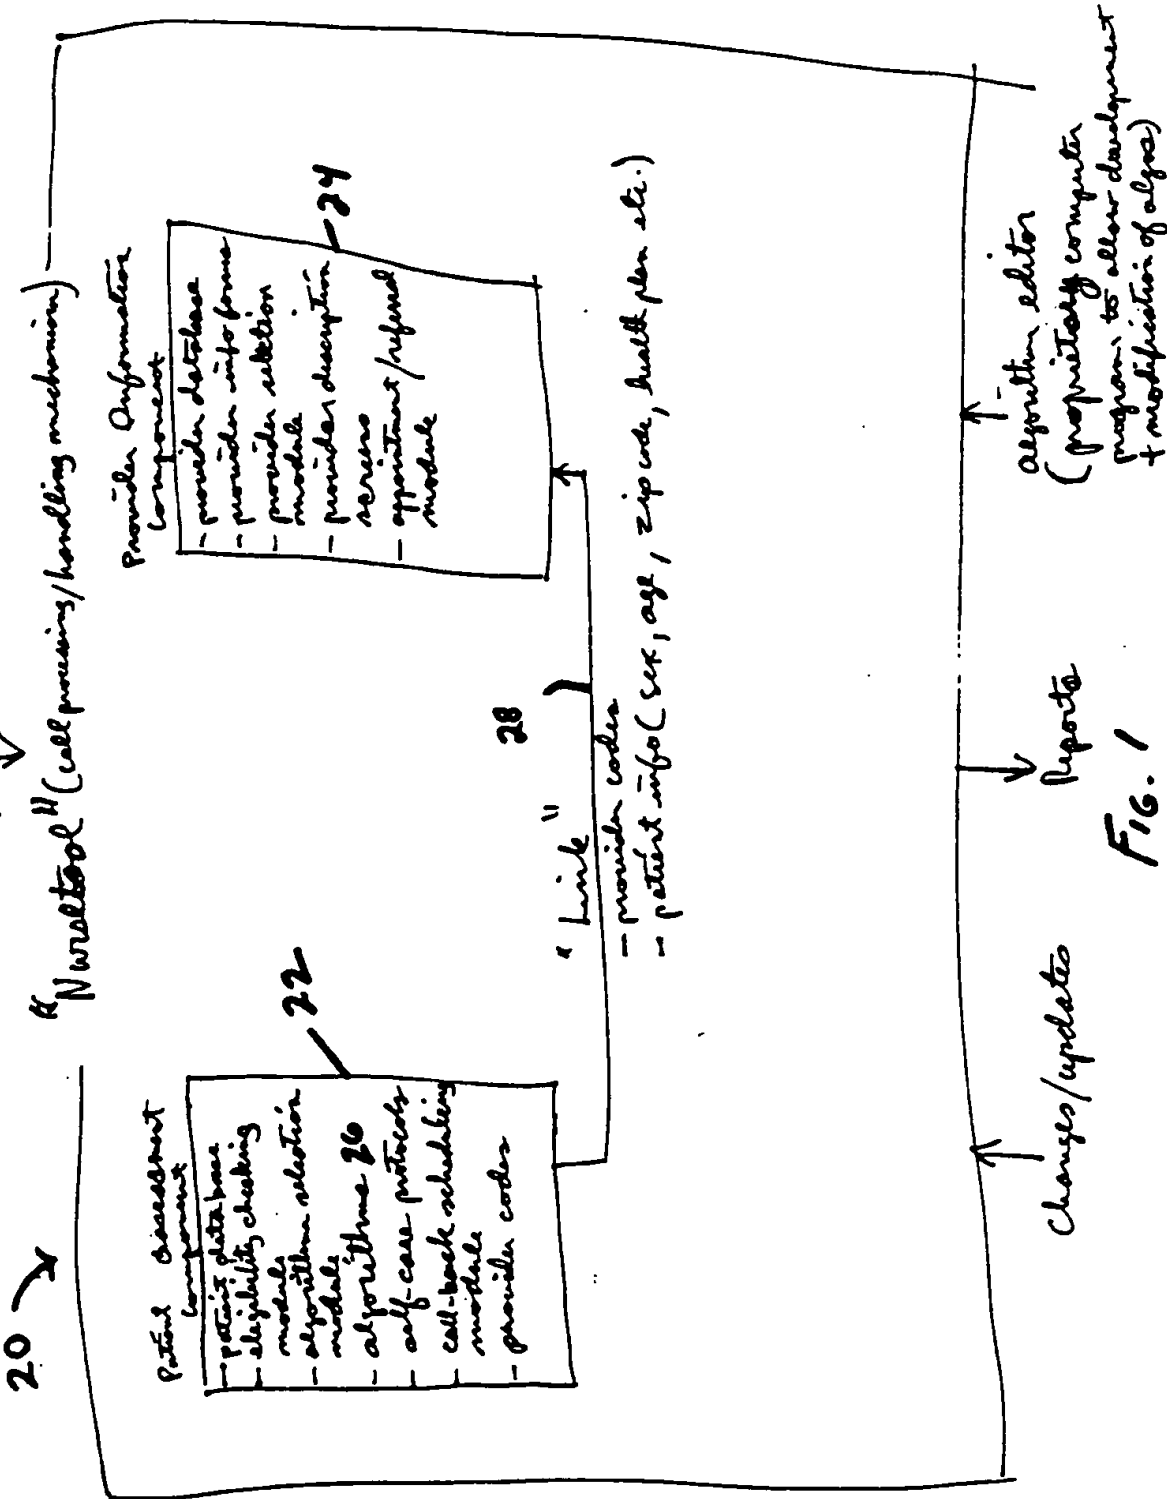 20
"Nursetool" (call processing/handling mechanism)
Patient Assessment
Component
- patient database
- eligibility checking
module
- algorithm selection
module
- algorithms 26
- self-care protocols
- call-back scheduling
module
- provider codes
22
Provider Information
Component
- provider database
- provider info forms
- provider selection
module
- provider description
screens
- appointment/referral
module
24
28
"Link"
- provider codes
- patient info (sex, age, zip code, health plan etc.)
Changes/updates
Reports
algorithm editor
(proprietary computer
program to allow development
+ modification of algos)
FIG. 1